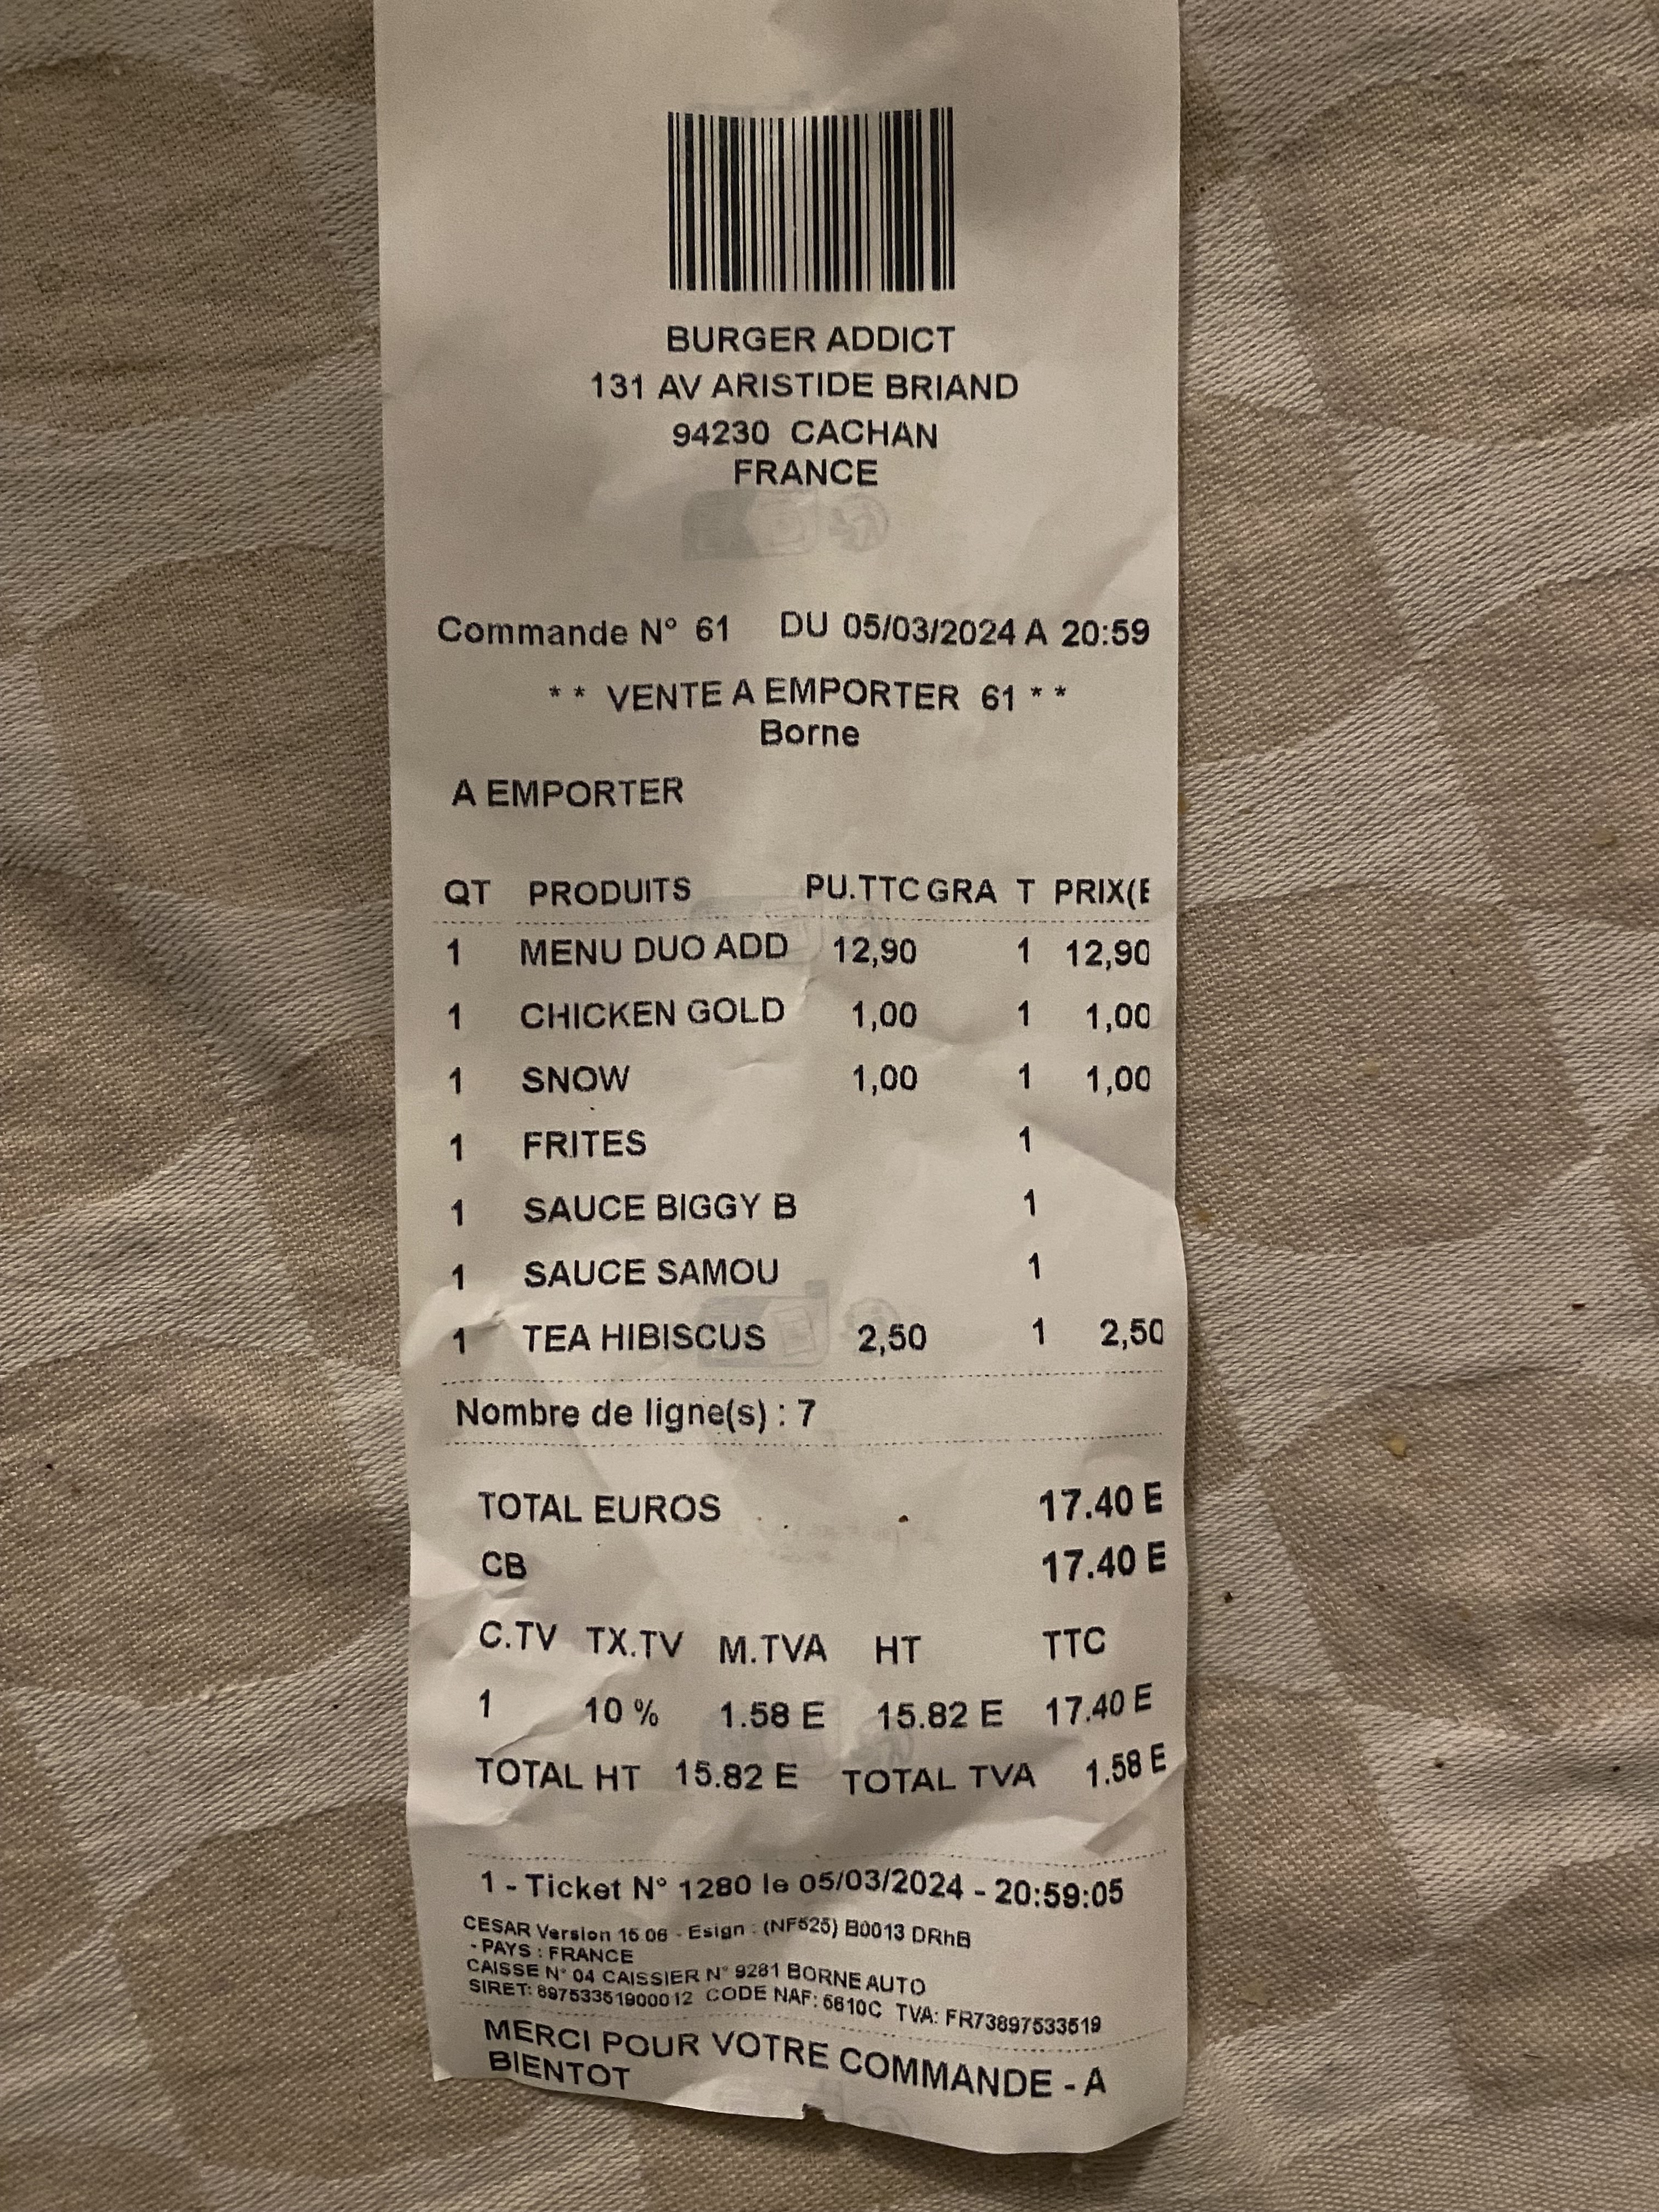 BURGER ADDICT
131 AV ARISTIDE BRIAND
94230 CACHAN
FRANCE
Commande N° 61 DU 05/03/2024 A 20:59
* * VENTE A EMPORTER 61 * *
Borne
A EMPORTER
QT PRODUITS PU.TTC GRA T PRIX(E
1 MENU DUO ADD 12,90 1 12,90
1 CHICKEN GOLD 1,00 1 1,00
1 SNOW 1,00 1 1,00
1 FRITES 1
1 SAUCE BIGGY B 1
1 SAUCE SAMOU 1
1 TEA HIBISCUS 2,50 1 2,50
Nombre de ligne(s) : 7
TOTAL EUROS 17.40 E
CB 17.40 E
C.TV TX.TV M.TVA HT TTC
1 10 % 1.58 E 15.82 E 17.40 E
TOTAL HT 15.82 E TOTAL TVA 1.58 E
1 - Ticket N° 1280 le 05/03/2024 - 20:59:05
CESAR Version 15.06 - Esign : (NF525) B0013 DRhB
- PAYS : FRANCE
CAISSE N° 04 CAISSIER N° 9281 BORNE AUTO
SIRET: 89753351900012 CODE NAF: 5610C TVA: FR73897533519
MERCI POUR VOTRE COMMANDE - A
BIENTOT